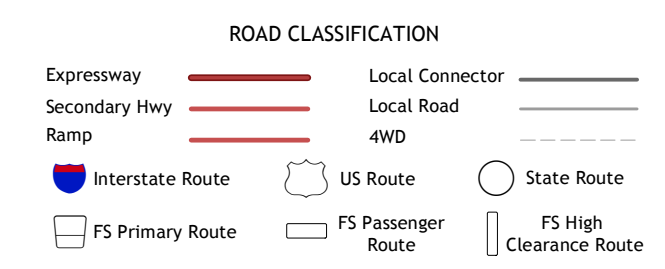 ROAD CLASSIFICATION
Expressway
Local Connector
Secondary Hwy
Local Road
Ramp
4WD
Interstate Route
US Route
State Route
FS Primary Route
FS Passenger
Route
FS High
Clearance Route